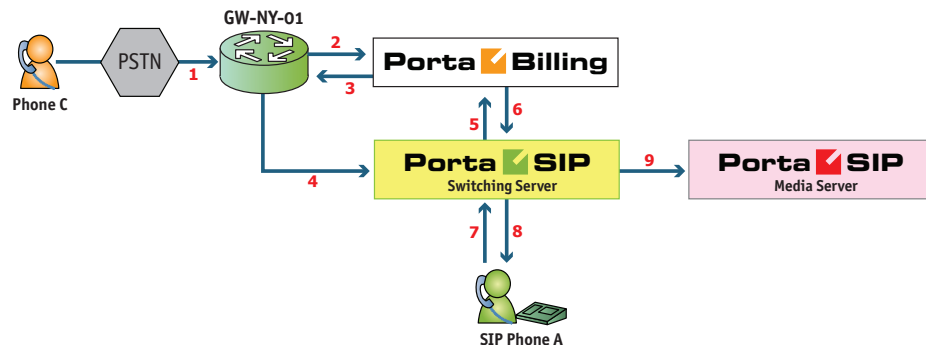 GW-NY-01
Phone C
PSTN
1
2
3
Porta Billing
4
5
6
Porta SIP
Switching Server
9
Porta SIP
Media Server
7
8
SIP Phone A